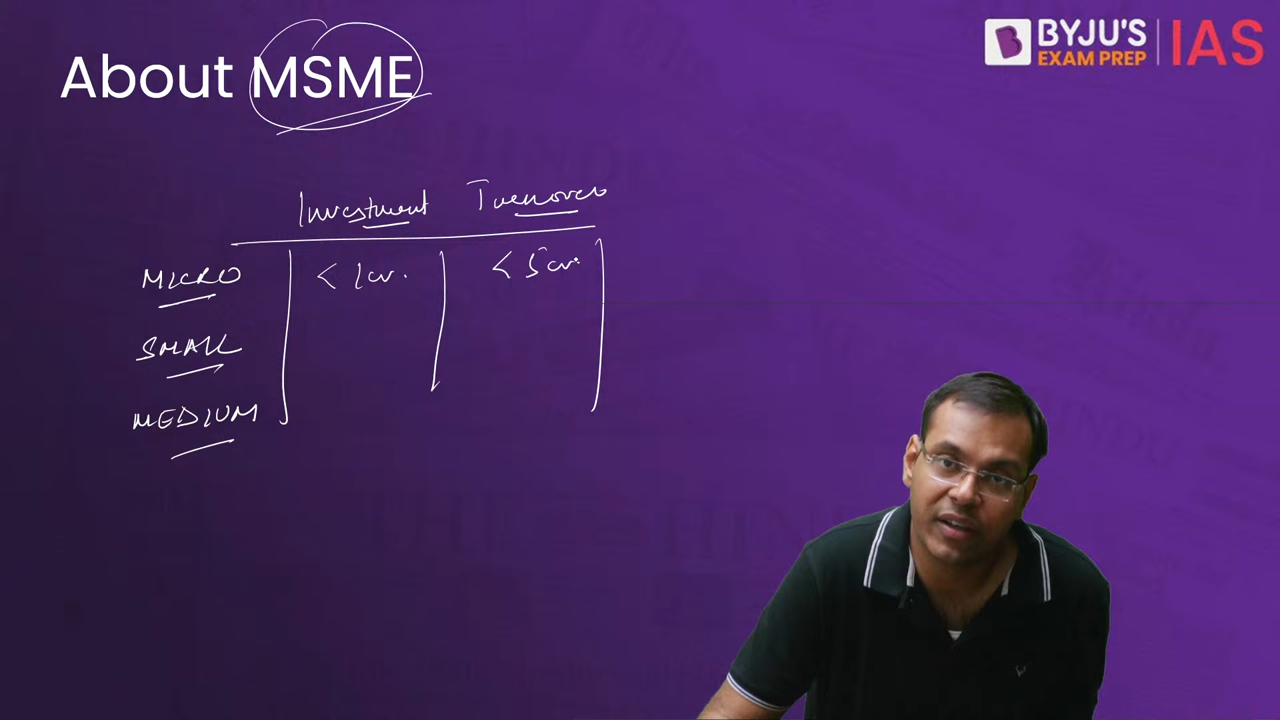 About MSME
BYJU'S
EXAM PREP
IAS
Investment Turnover
MICRO < 1cr. < 5cr.
SMALL
MEDIUM